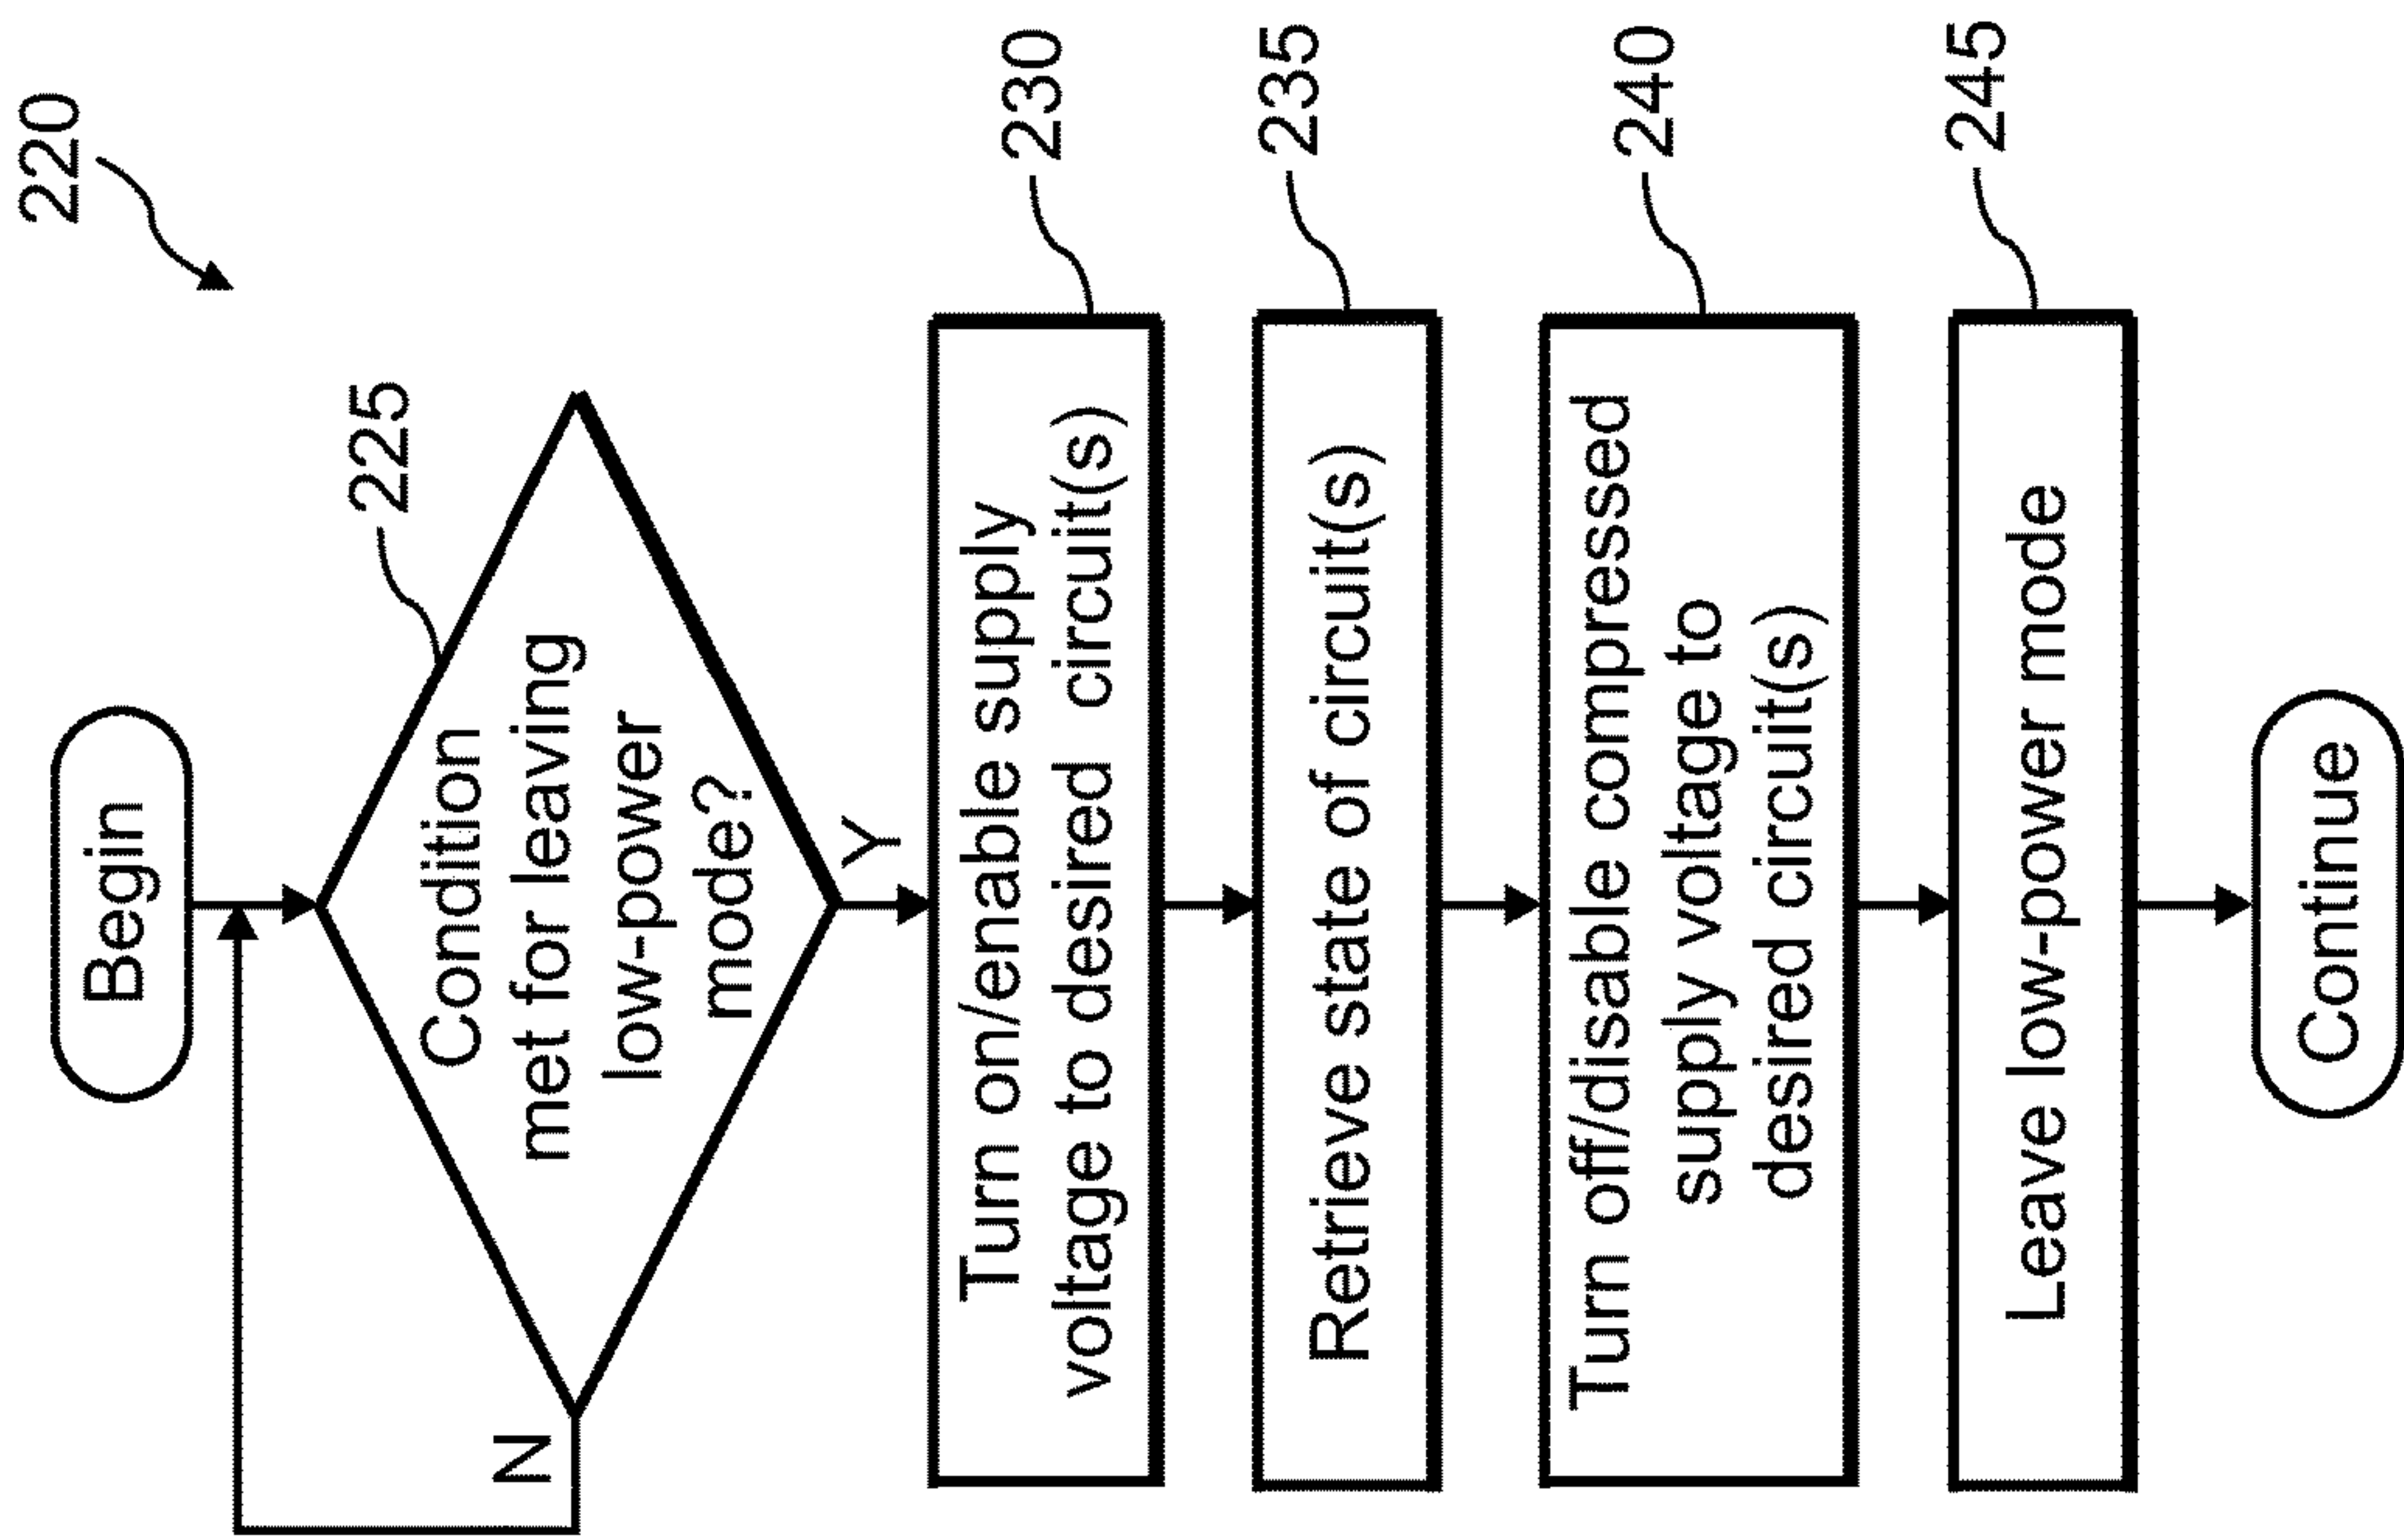 220
Begin
225
Condition
met for leaving
low-power
mode?
N
Y
Turn on/enable supply
voltage to desired circuit(s)
230
Retrieve state of circuit(s)
235
Turn off/disable compressed
supply voltage to
desired circuit(s)
240
Leave low-power mode
245
Continue